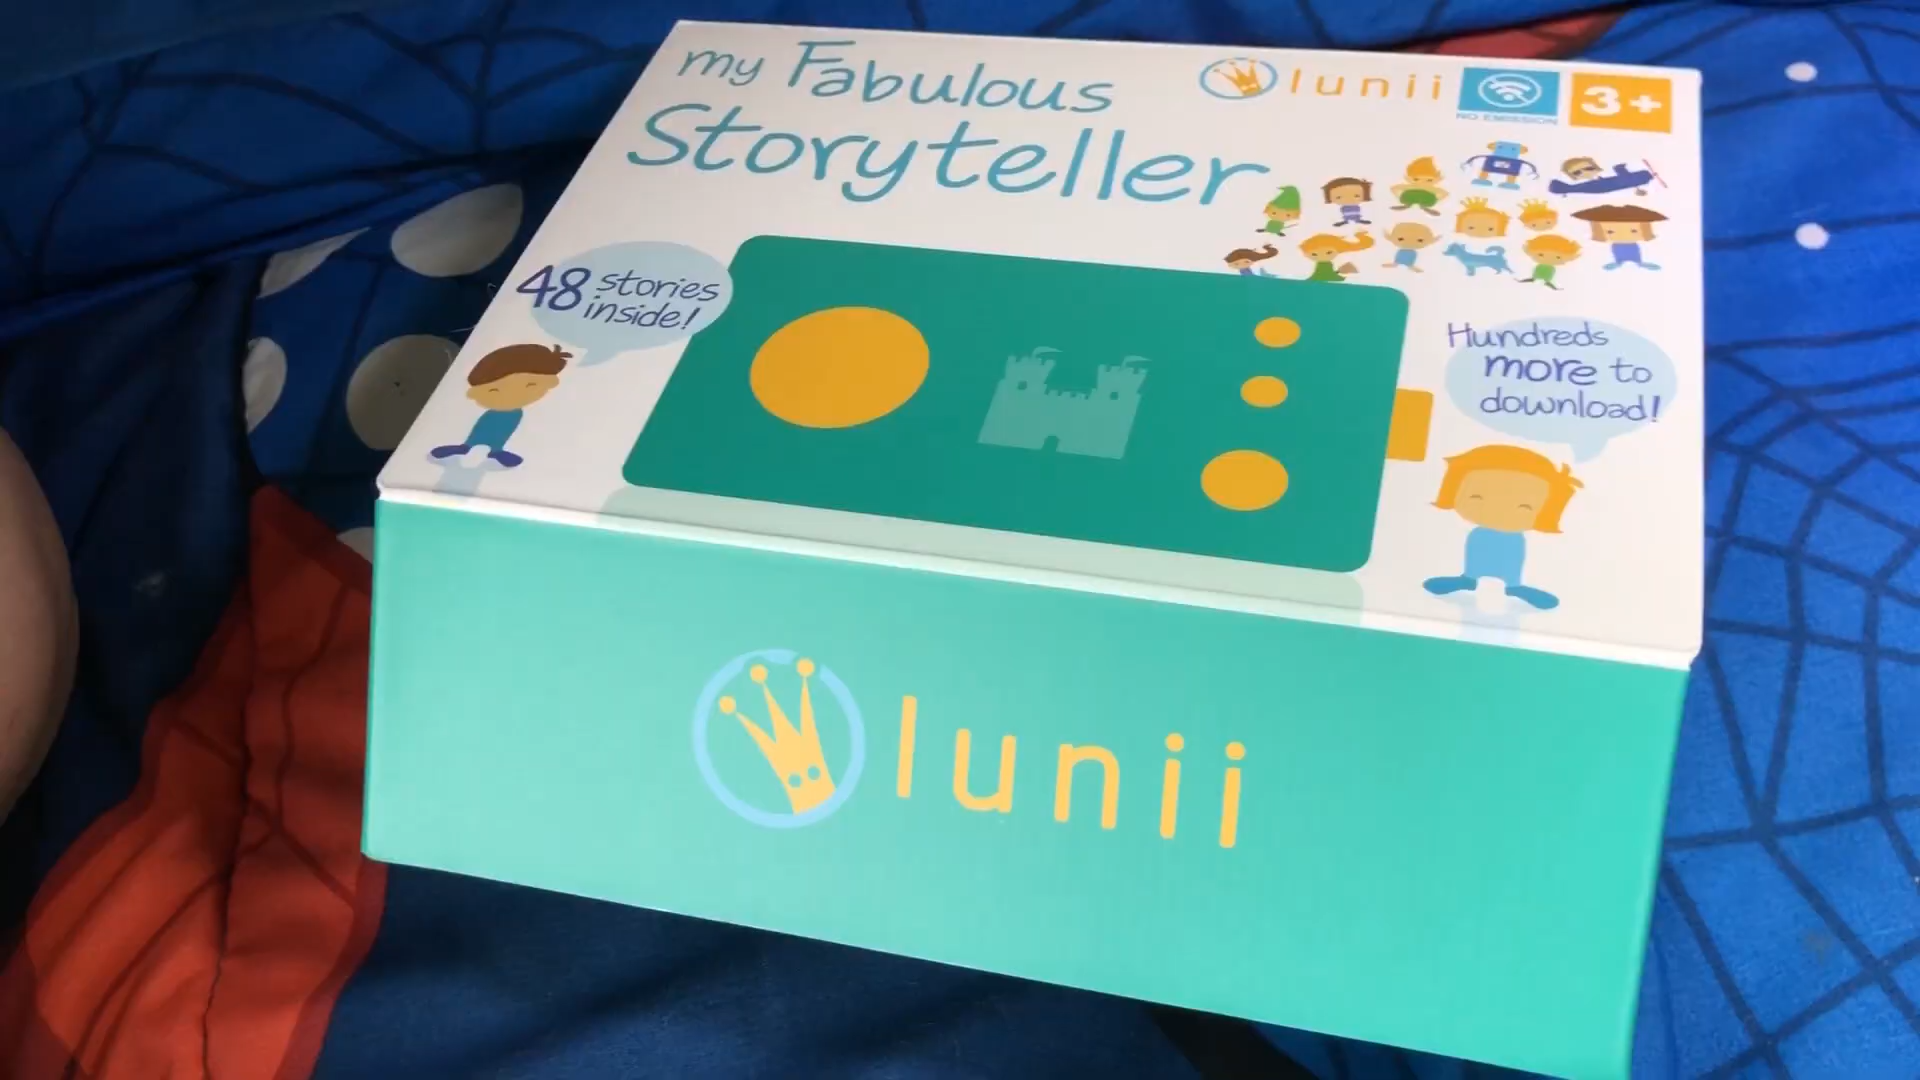 my Fabulous
Storyteller
lunii
NO EMISSION
3+
48 stories
inside!
Hundreds
more to
download!
lunii